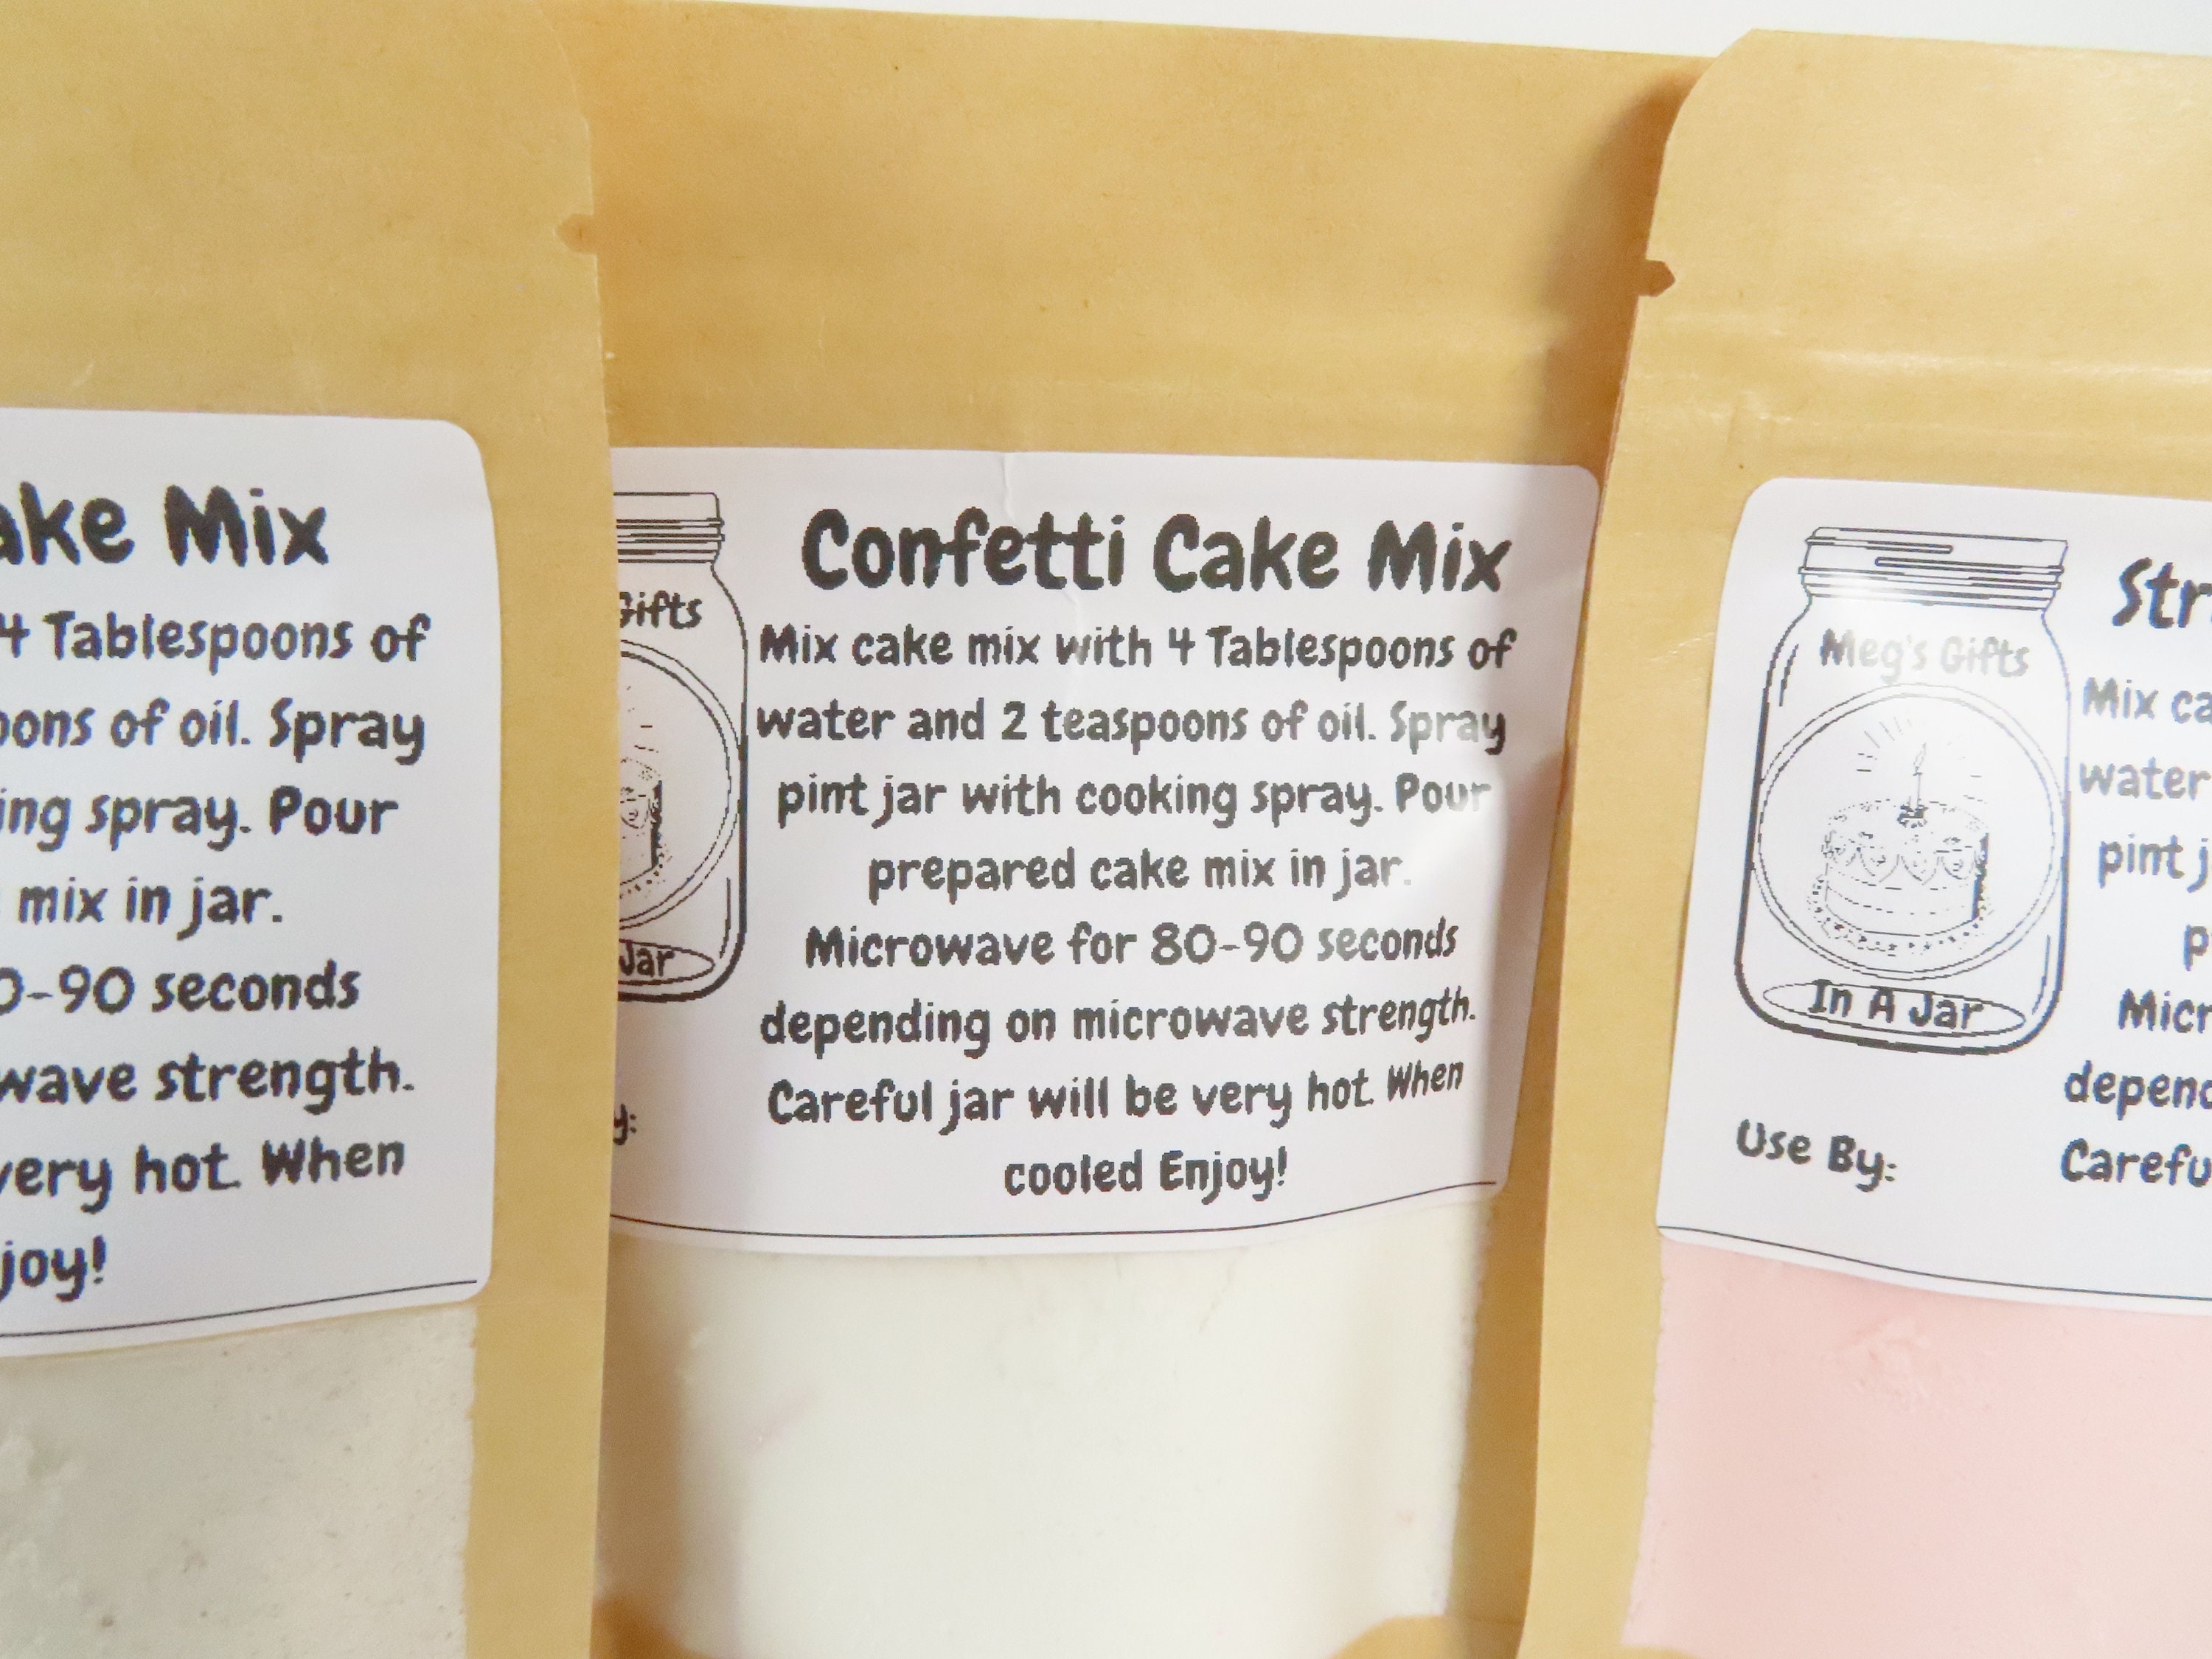 ake Mix
4 Tablespoons of
oons of oil. Spray
ing spray. Pour
mix in jar.
0-90 seconds
wave strength.
very hot. When
joy!
Gifts
Jar
y:
Confetti Cake Mix
Mix cake mix with 4 Tablespoons of
water and 2 teaspoons of oil. Spray
pint jar with cooking spray. Pour
prepared cake mix in jar.
Microwave for 80-90 seconds
depending on microwave strength.
Careful jar will be very hot. When
cooled Enjoy!
Meg's Gifts
In A Jar
Use By:
Str
Mix ca
water
pint j
p
Micr
depend
Carefu